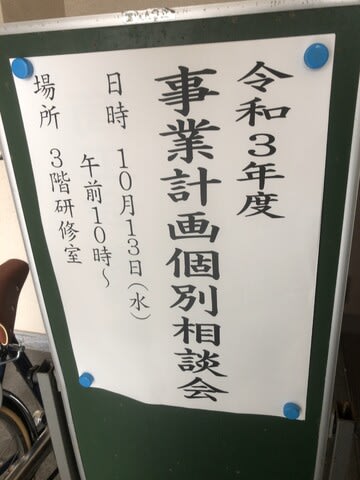 令和3年度
事業計画個別相談会
日時 10月13日(水)
午前10時~
場所 3階研修室